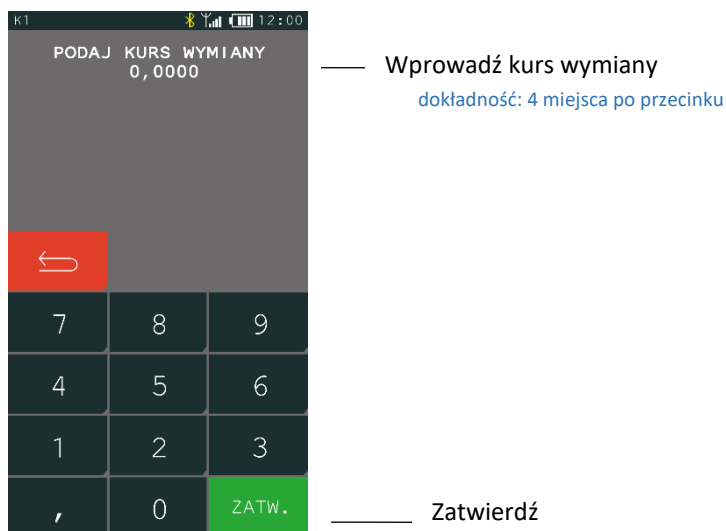 K1 12:00
PODAJ KURS WYMIANY
0,0000
Wprowadź kurs wymiany
dokładność: 4 miejsca po przecinku
7 8 9
4 5 6
1 2 3
, 0 ZATW.
Zatwierdź